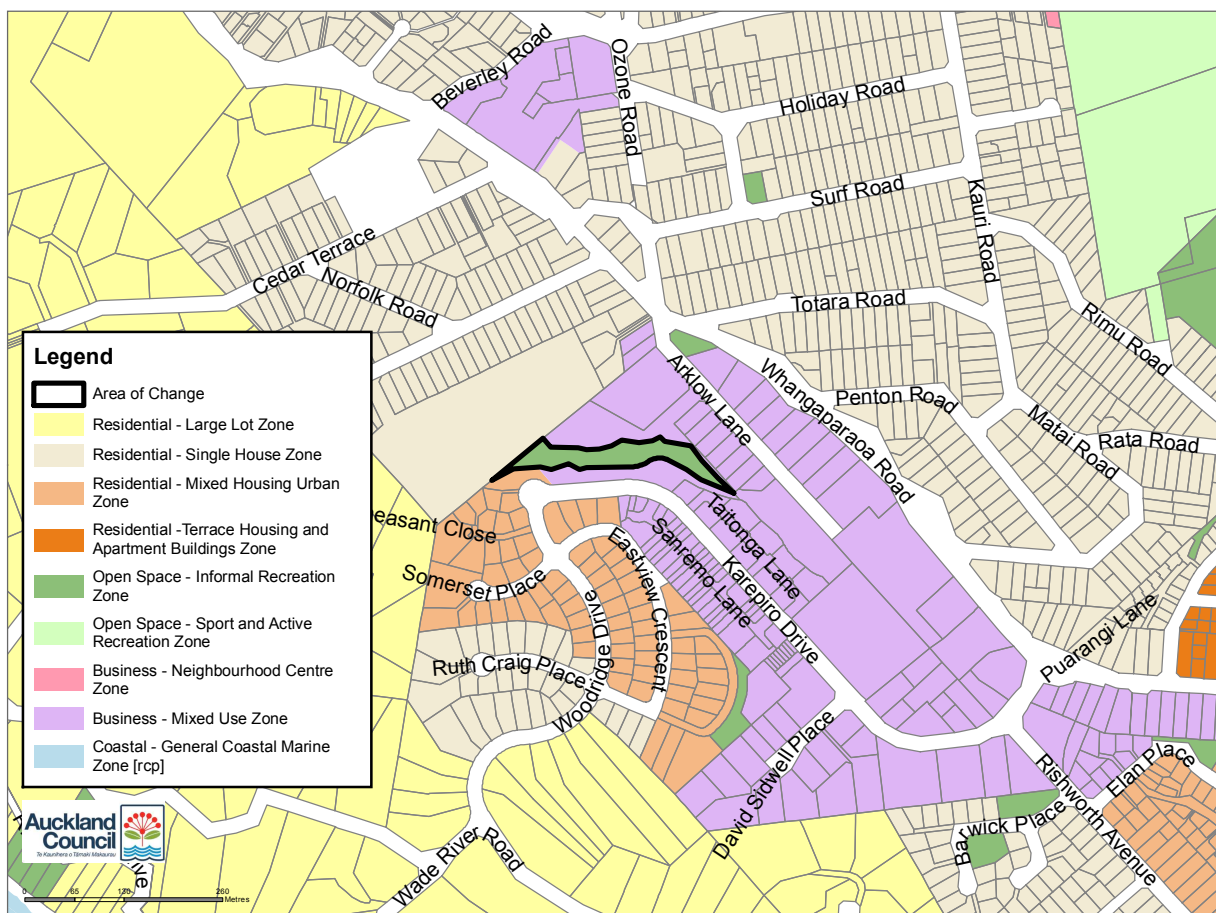 Beverley Road
Ozone Road
Holiday Road
Surf Road
Kauri Road
Cedar Terrace
Norfolk Road
Totara Road
Rimu Road
Arklow Lane
Whangaparaoa Road
Penton Road
Matai Road
Rata Road
Legend
Area of Change
Residential - Large Lot Zone
Residential - Single House Zone
Residential - Mixed Housing Urban
Zone
Residential -Terrace Housing and
Apartment Buildings Zone
Open Space - Informal Recreation
Zone
Open Space - Sport and Active
Recreation Zone
Business - Neighbourhood Centre
Zone
Business - Mixed Use Zone
Coastal - General Coastal Marine
Zone [rcp]
easant Close
Somerset Place
Eastview Crescent
Sanremo Lane
Taitonga Lane
Karepiro Drive
Woodridge Drive
Ruth Craig Place
Puarangi Lane
David Sidwell Place
Rishworth Avenue
Elan Place
Barwick Place
Wade River Road
Auckland
Council
Te Kaunihera o Tāmaki Makaurau
0 65 130 260
Metres